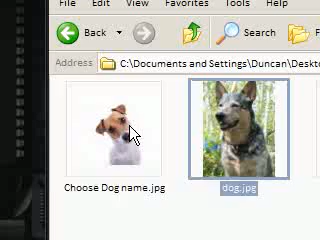 File Edit View Favorites Tools Help
Back Search F
Address C:\Documents and Settings\Duncan\Deskto
Choose Dog name.jpg dog.jpg